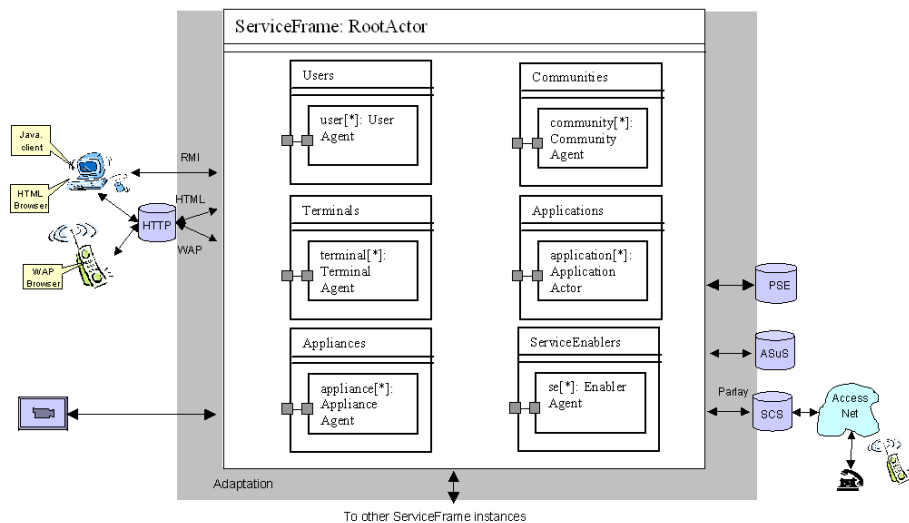 ServiceFrame: RootActor
Users
user[*]: User
Agent
Communities
community[*]:
Community
Agent
Terminals
terminal[*]:
Terminal
Agent
Applications
application[*]:
Application
Actor
Appliances
appliance[*]:
Appliance
Agent
ServiceEnablers
se[*]: Enabler
Agent
Java.
client
HTML
Browser
WAP
Browser
HTTP
RMI
HTML
WAP
PSE
ASuS
Parlay
SCS
Access
Net
Adaptation
To other ServiceFrame instances